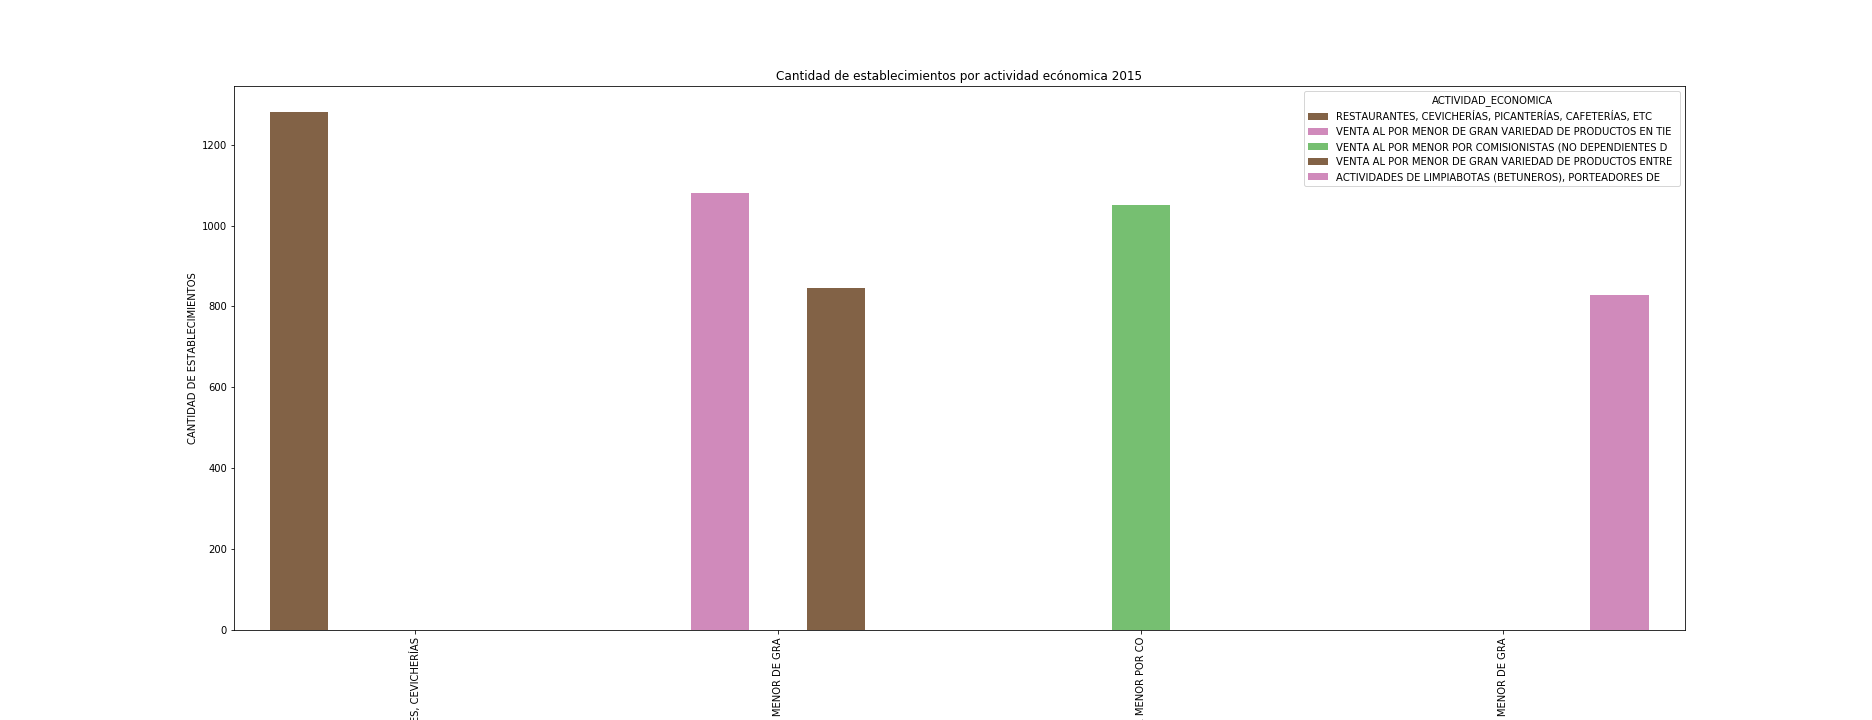 Cantidad de establecimientos por actividad ecónomica 2015
ACTIVIDAD_ECONOMICA
RESTAURANTES, CEVICHERÍAS, PICANTERÍAS, CAFETERÍAS, ETC
VENTA AL POR MENOR DE GRAN VARIEDAD DE PRODUCTOS EN TIE
VENTA AL POR MENOR POR COMISIONISTAS (NO DEPENDIENTES D
VENTA AL POR MENOR DE GRAN VARIEDAD DE PRODUCTOS ENTRE
ACTIVIDADES DE LIMPIABOTAS (BETUNEROS), PORTEADORES DE
CANTIDAD DE ESTABLECIMIENTOS
1200
1000
800
600
400
200
0
ES, CEVICHERÍAS
MENOR DE GRA
MENOR POR CO
MENOR DE GRA